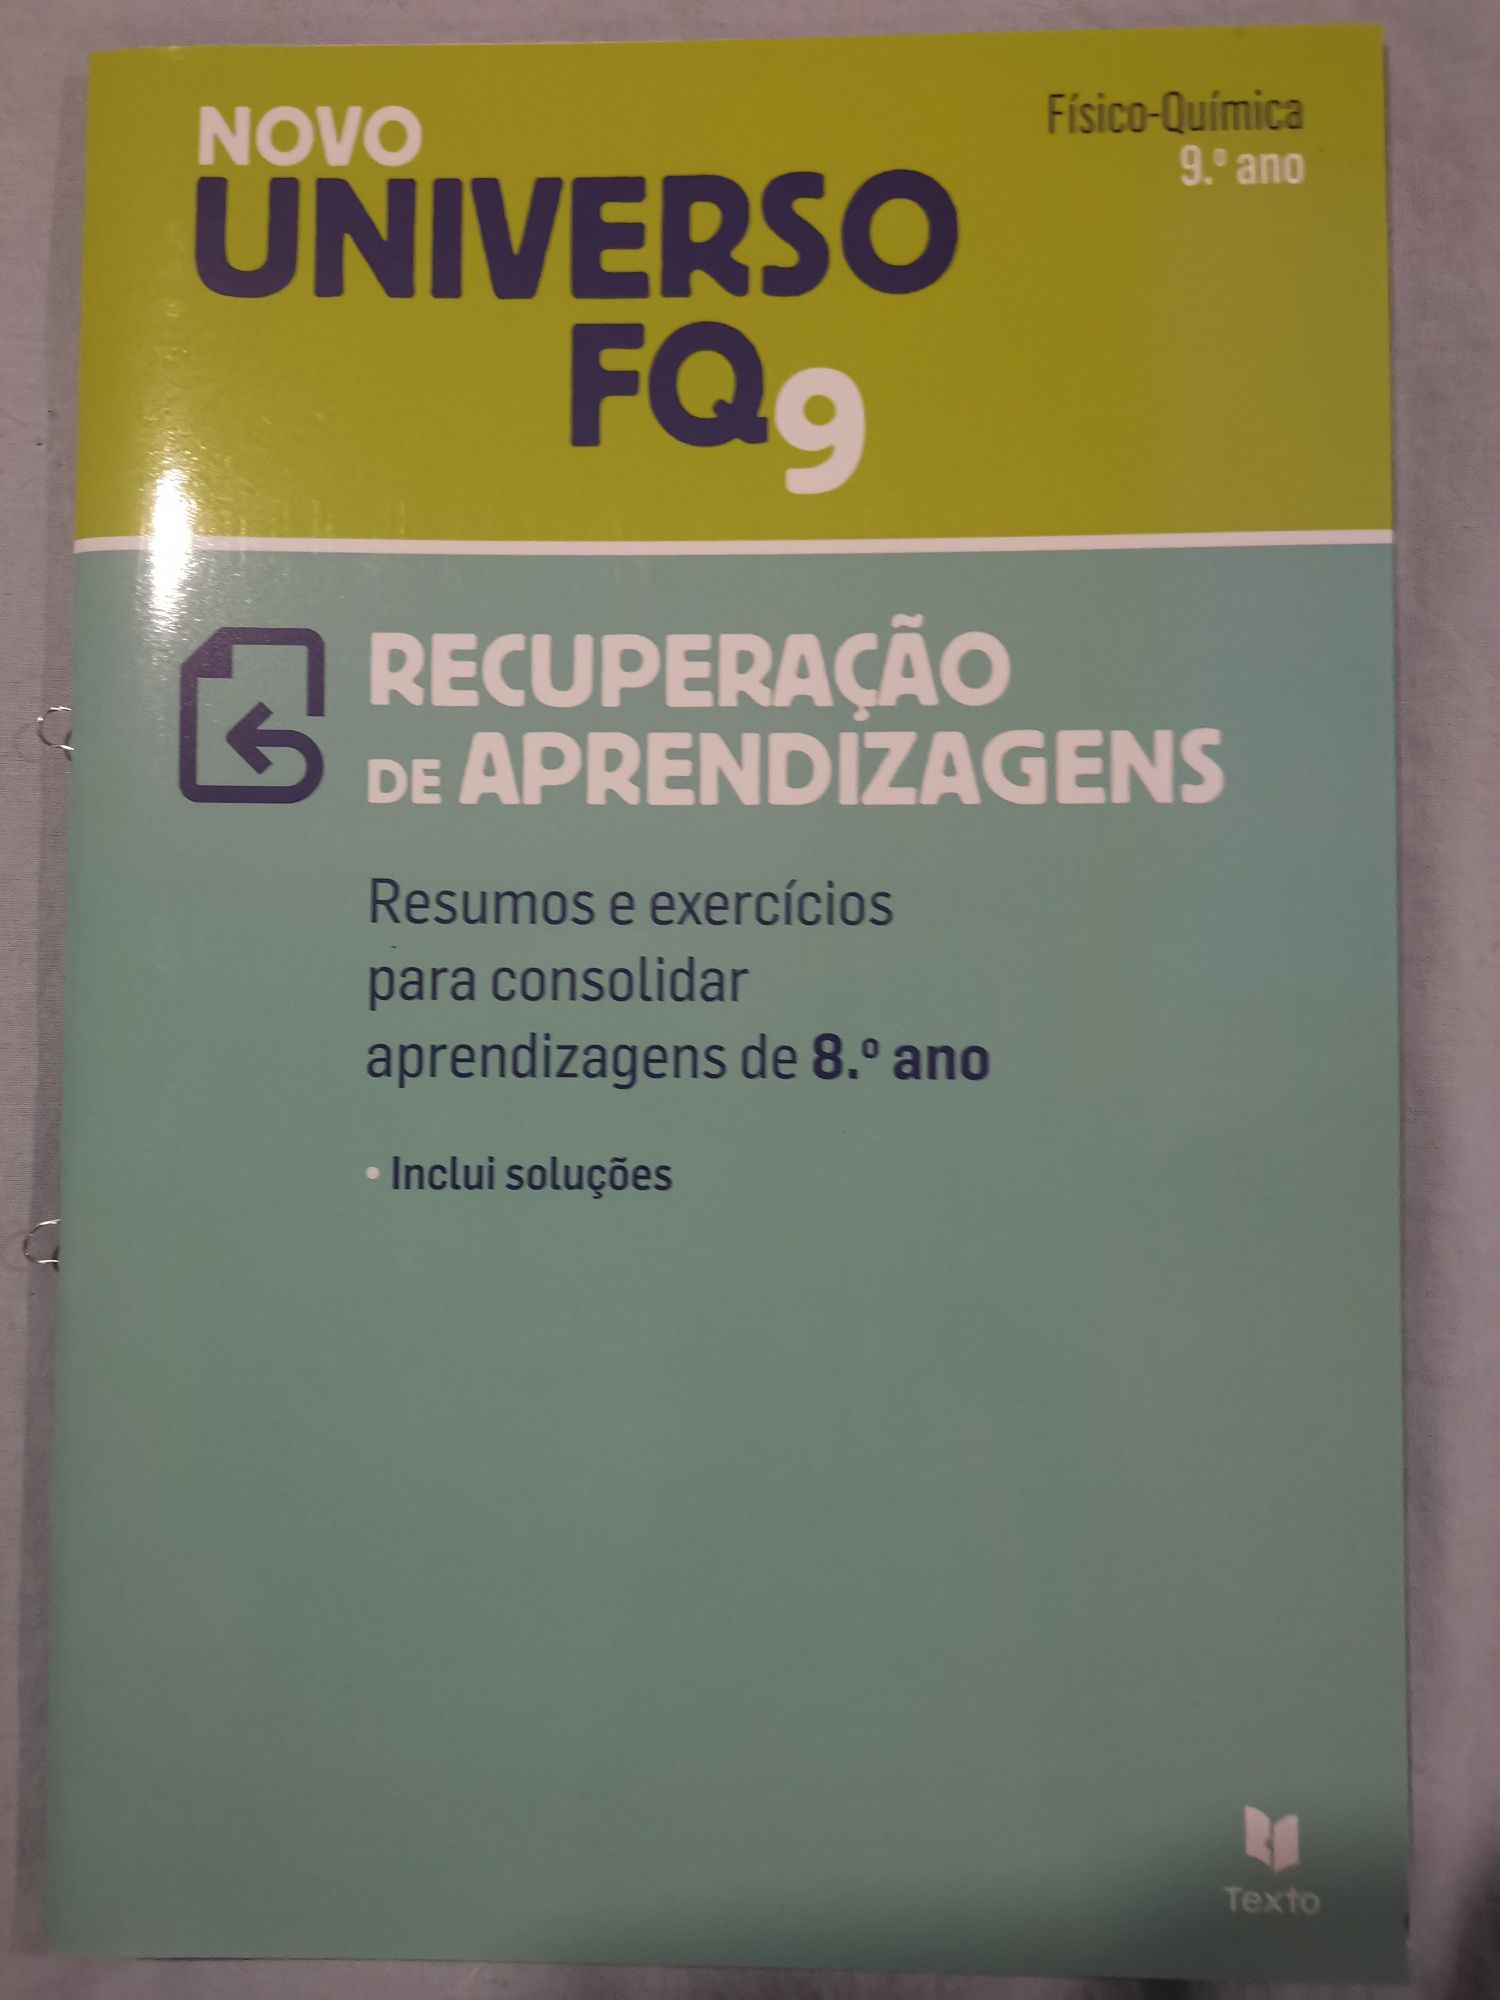 NOVO
UNIVERSO
FQ9
Físico-Química
9.º ano
RECUPERAÇÃO
DE APRENDIZAGENS
Resumos e exercícios
para consolidar
aprendizagens de 8.º ano
• Inclui soluções
Texto